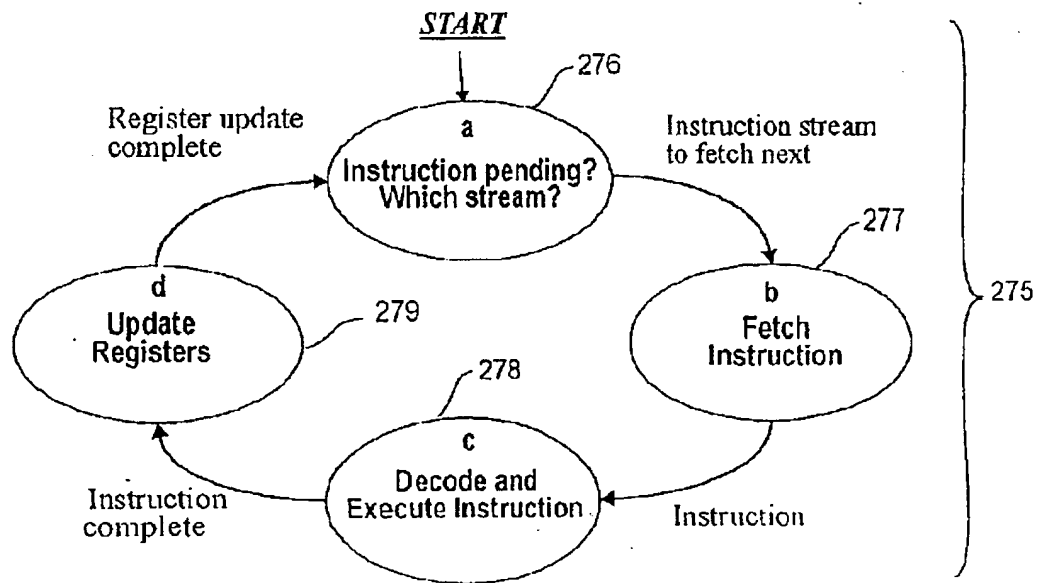 START
276
Register update
complete
a
Instruction pending?
Which stream?
Instruction stream
to fetch next
277
d
Update
Registers
279
b
Fetch
Instruction
275
278
c
Decode and
Execute Instruction
Instruction
complete
Instruction